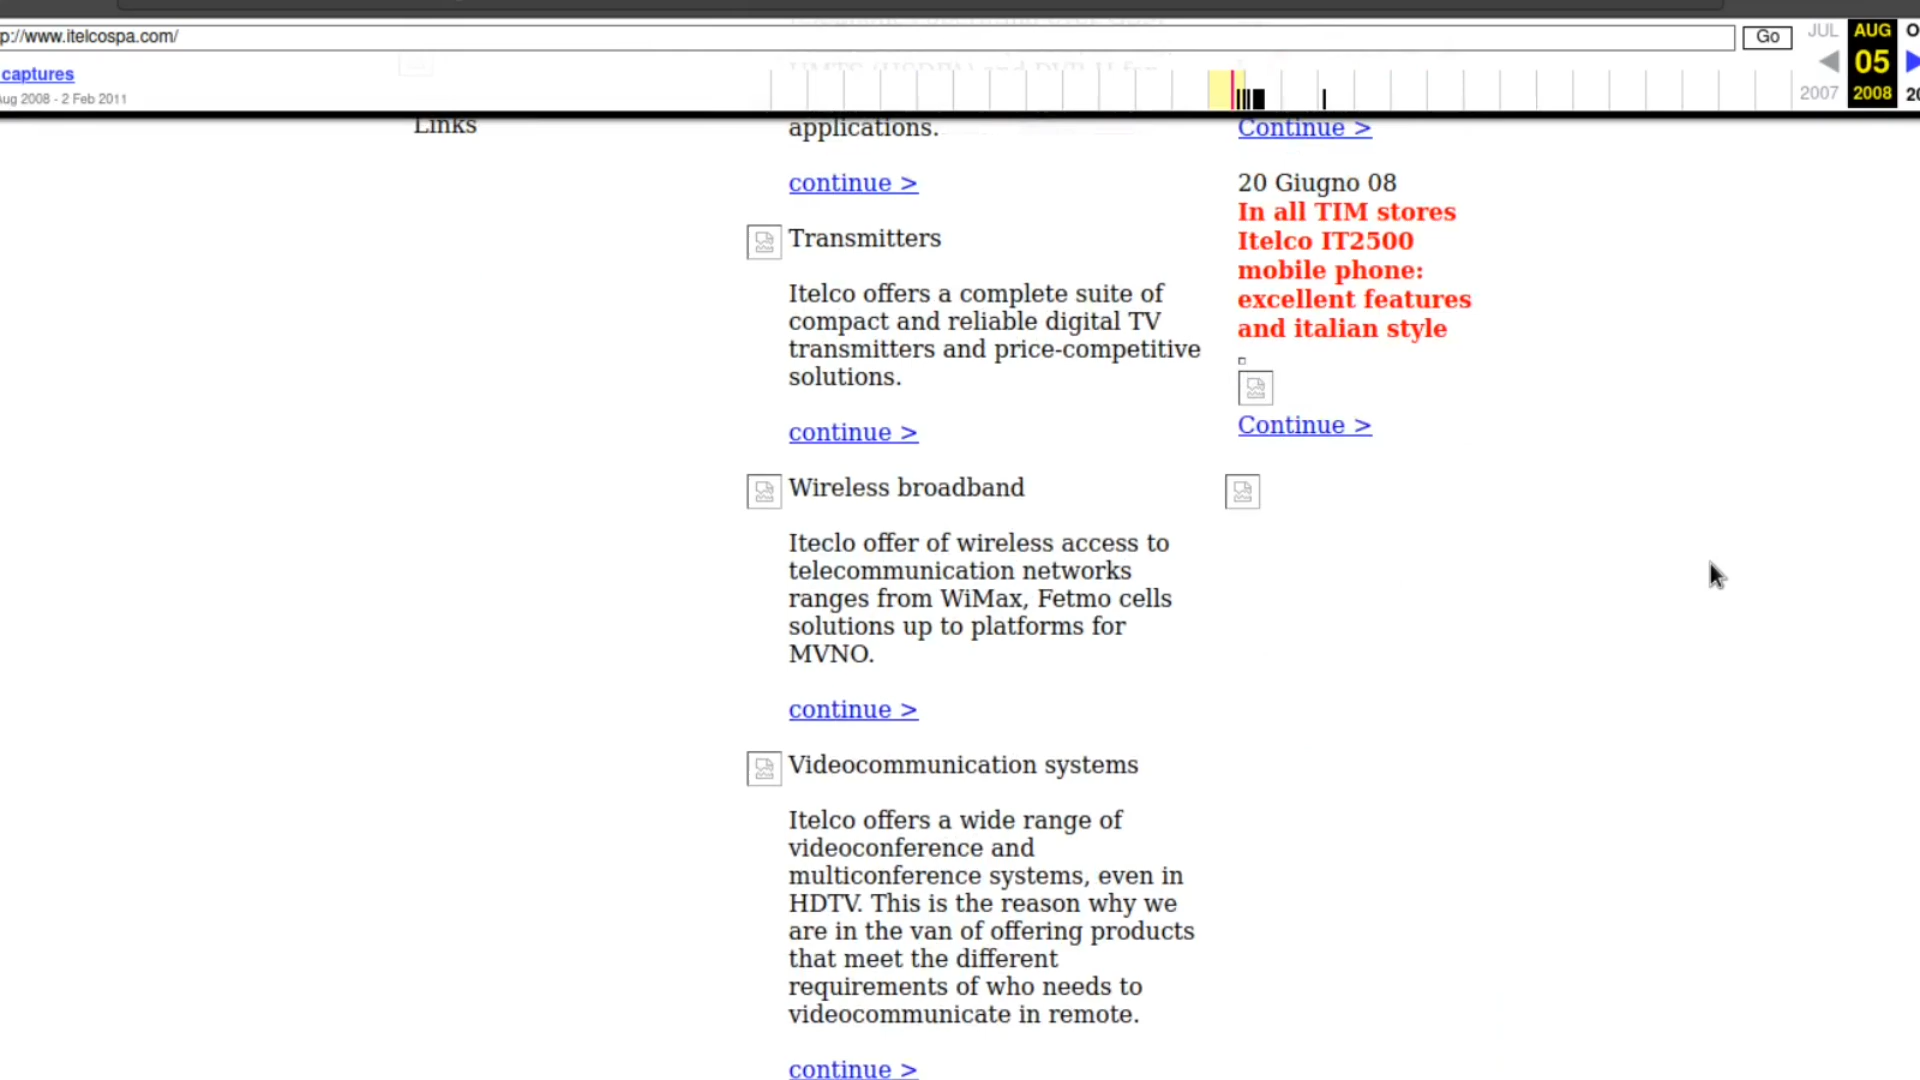 p://www.itelcospa.com/
Go
JUL
AUG
captures
05
Aug 2008 - 2 Feb 2011
2007
2008
Links
applications.
continue >
Transmitters
Itelco offers a complete suite of
compact and reliable digital TV
transmitters and price-competitive
solutions.
continue >
Wireless broadband
Iteclo offer of wireless access to
telecommunication networks
ranges from WiMax, Fetmo cells
solutions up to platforms for
MVNO.
continue >
Videocommunication systems
Itelco offers a wide range of
videoconference and
multiconference systems, even in
HDTV. This is the reason why we
are in the van of offering products
that meet the different
requirements of who needs to
videocommunicate in remote.
continue >
Continue >
20 Giugno 08
In all TIM stores
Itelco IT2500
mobile phone:
excellent features
and italian style
Continue >